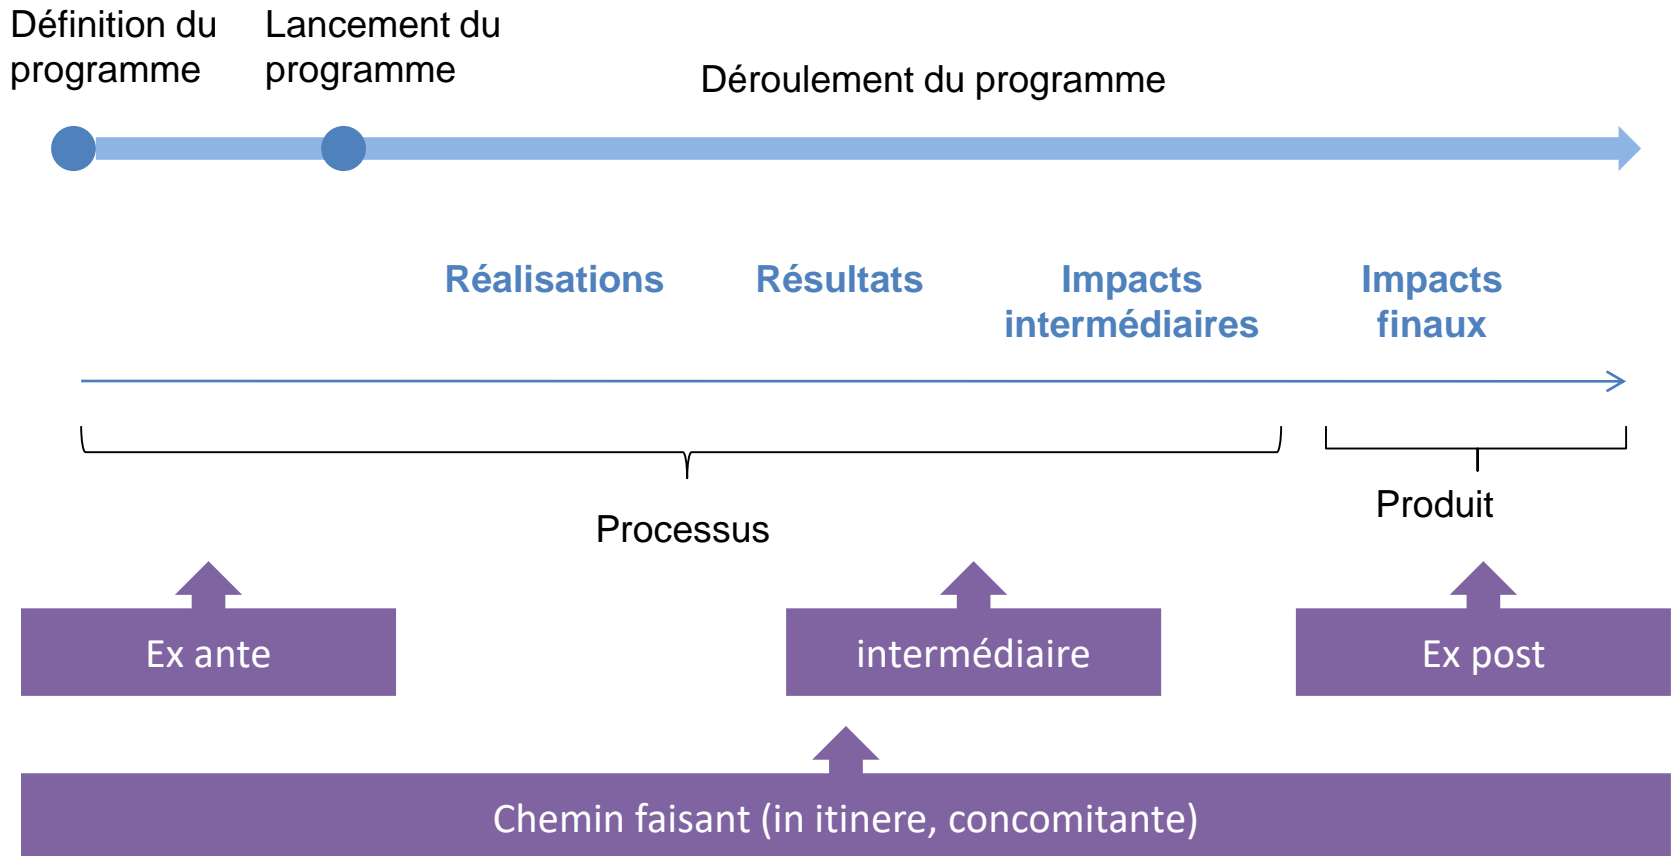 Définition du
programme
Lancement du
programme
Déroulement du programme
Réalisations
Résultats
Impacts
intermédiaires
Impacts
finaux
Processus
Produit
Ex ante
intermédiaire
Ex post
Chemin faisant (in itinere, concomitante)